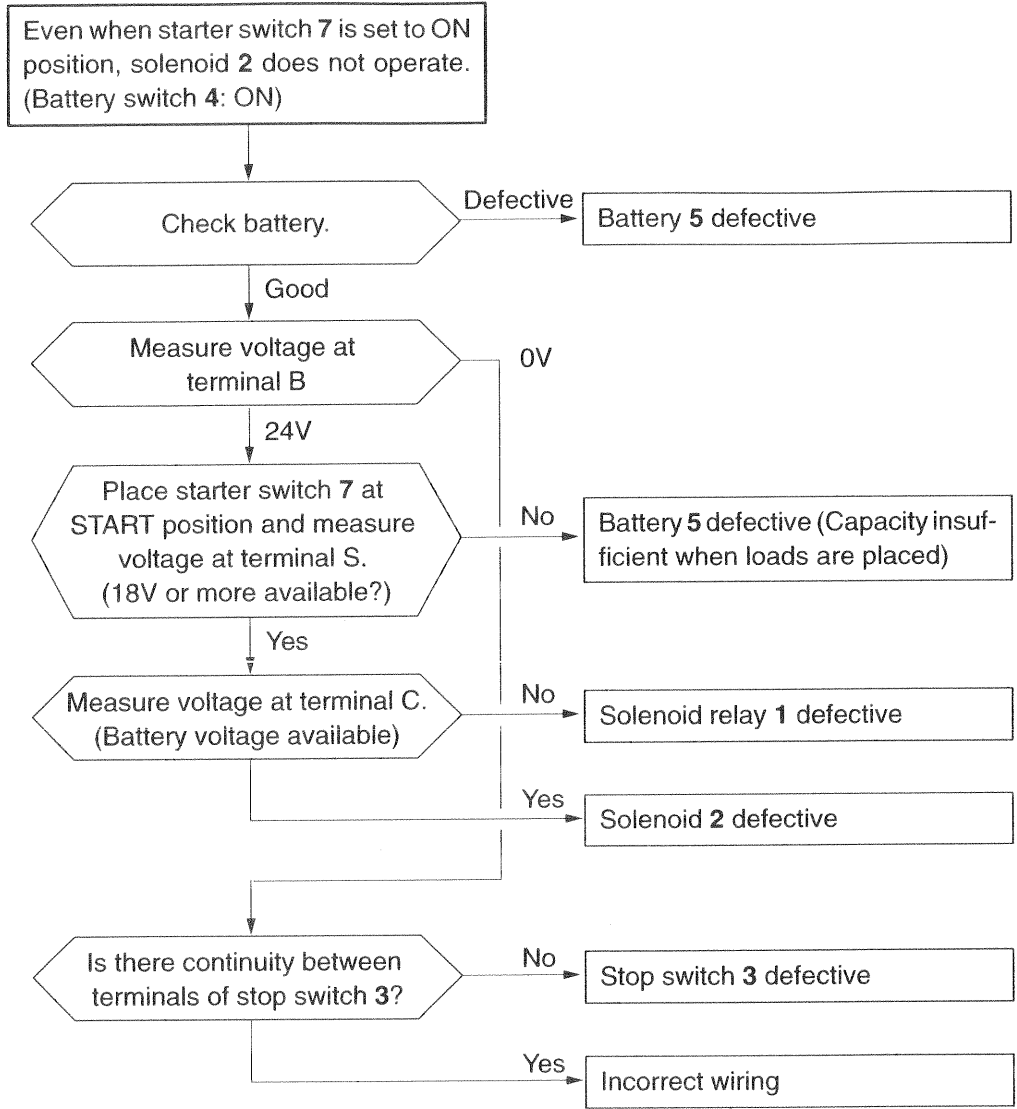 Even when starter switch 7 is set to ON
position, solenoid 2 does not operate.
(Battery switch 4: ON)
Check battery.
Defective
Battery 5 defective
Good
Measure voltage at
terminal B
0V
24V
Place starter switch 7 at
START position and measure
voltage at terminal S.
(18V or more available?)
No
Battery 5 defective (Capacity insuf-
ficient when loads are placed)
Yes
Measure voltage at terminal C.
(Battery voltage available)
No
Solenoid relay 1 defective
Yes
Solenoid 2 defective
Is there continuity between
terminals of stop switch 3?
No
Stop switch 3 defective
Yes
Incorrect wiring